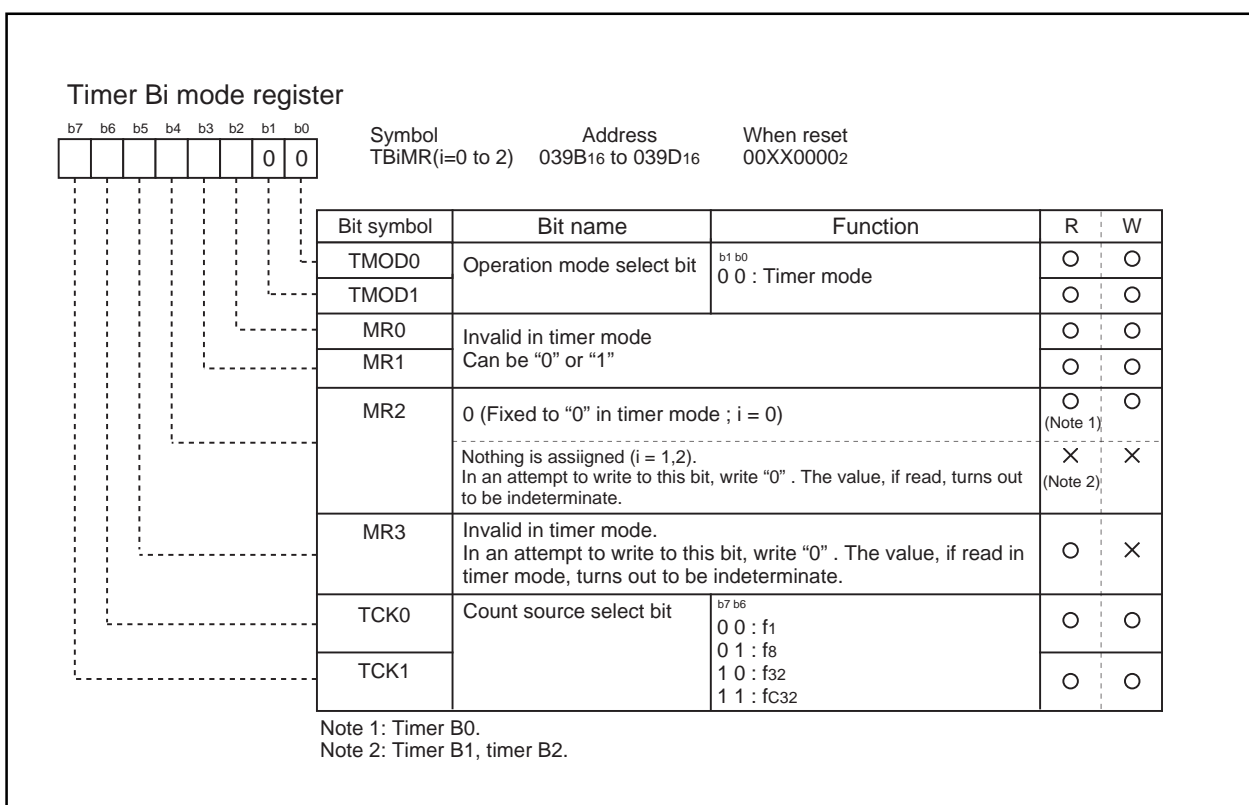 Timer Bi mode register
b7 b6 b5 b4 b3 b2 b1 b0
0 0
Symbol Address When reset
TBiMR(i=0 to 2) 039B16 to 039D16 00XX00002
Bit symbol Bit name Function R W
TMOD0 Operation mode select bit b1 b0
0 0 : Timer mode
TMOD1
MR0 Invalid in timer mode
MR1 Can be “0” or “1”
MR2 0 (Fixed to “0” in timer mode ; i = 0)
(Note 1)
Nothing is assiigned (i = 1,2).
In an attempt to write to this bit, write “0” . The value, if read, turns out
to be indeterminate.
(Note 2)
MR3 Invalid in timer mode.
In an attempt to write to this bit, write “0” . The value, if read in
timer mode, turns out to be indeterminate.
TCK0 Count source select bit b7 b6
0 0 : f1
0 1 : f8
TCK1 1 0 : f32
1 1 : fC32
Note 1: Timer B0.
Note 2: Timer B1, timer B2.